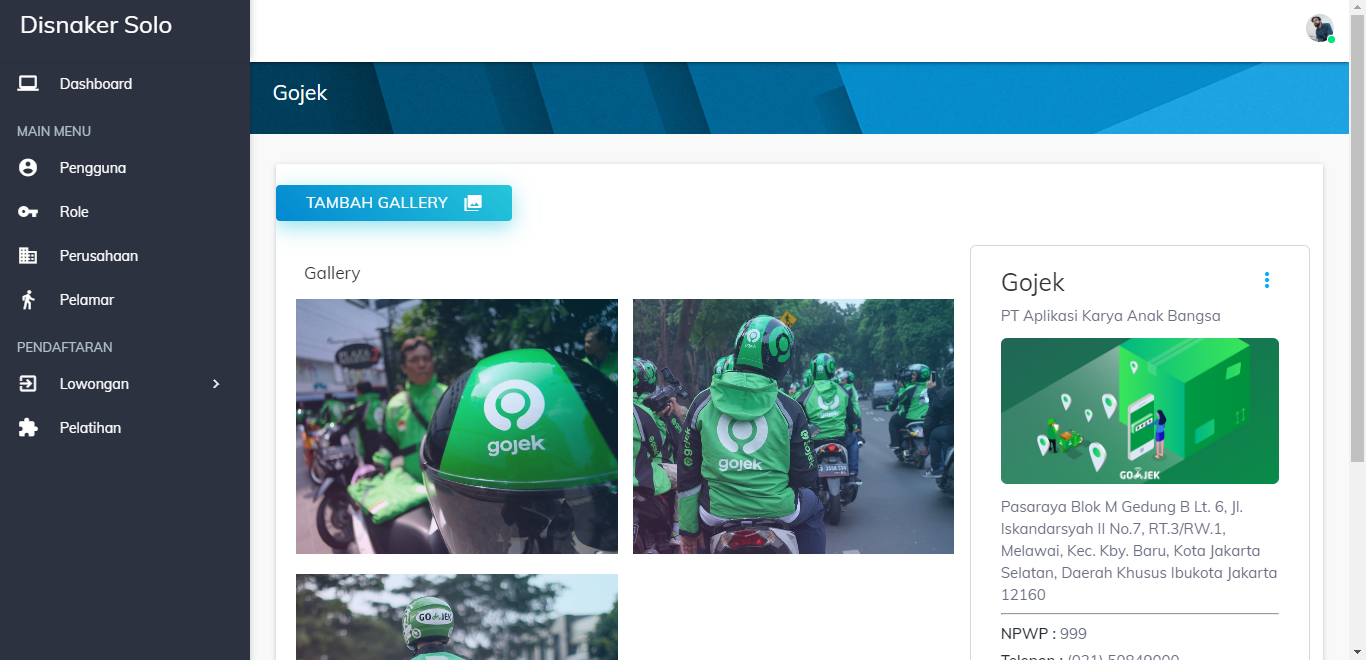 Disnaker Solo
Dashboard
MAIN MENU
Pengguna
Role
Perusahaan
Pelamar
PENDAFTARAN
Lowongan
Pelatihan
Gojek
TAMBAH GALLERY
Gallery
gojek
gojek
gojek
gojek
GOJEK
Gojek
PT Aplikasi Karya Anak Bangsa
GOJEK
Pasaraya Blok M Gedung B Lt. 6, Jl.
Iskandarsyah II No.7, RT.3/RW.1,
Melawai, Kec. Kby. Baru, Kota Jakarta
Selatan, Daerah Khusus Ibukota Jakarta
12160
NPWP : 999
Telepon : (021) 50849000